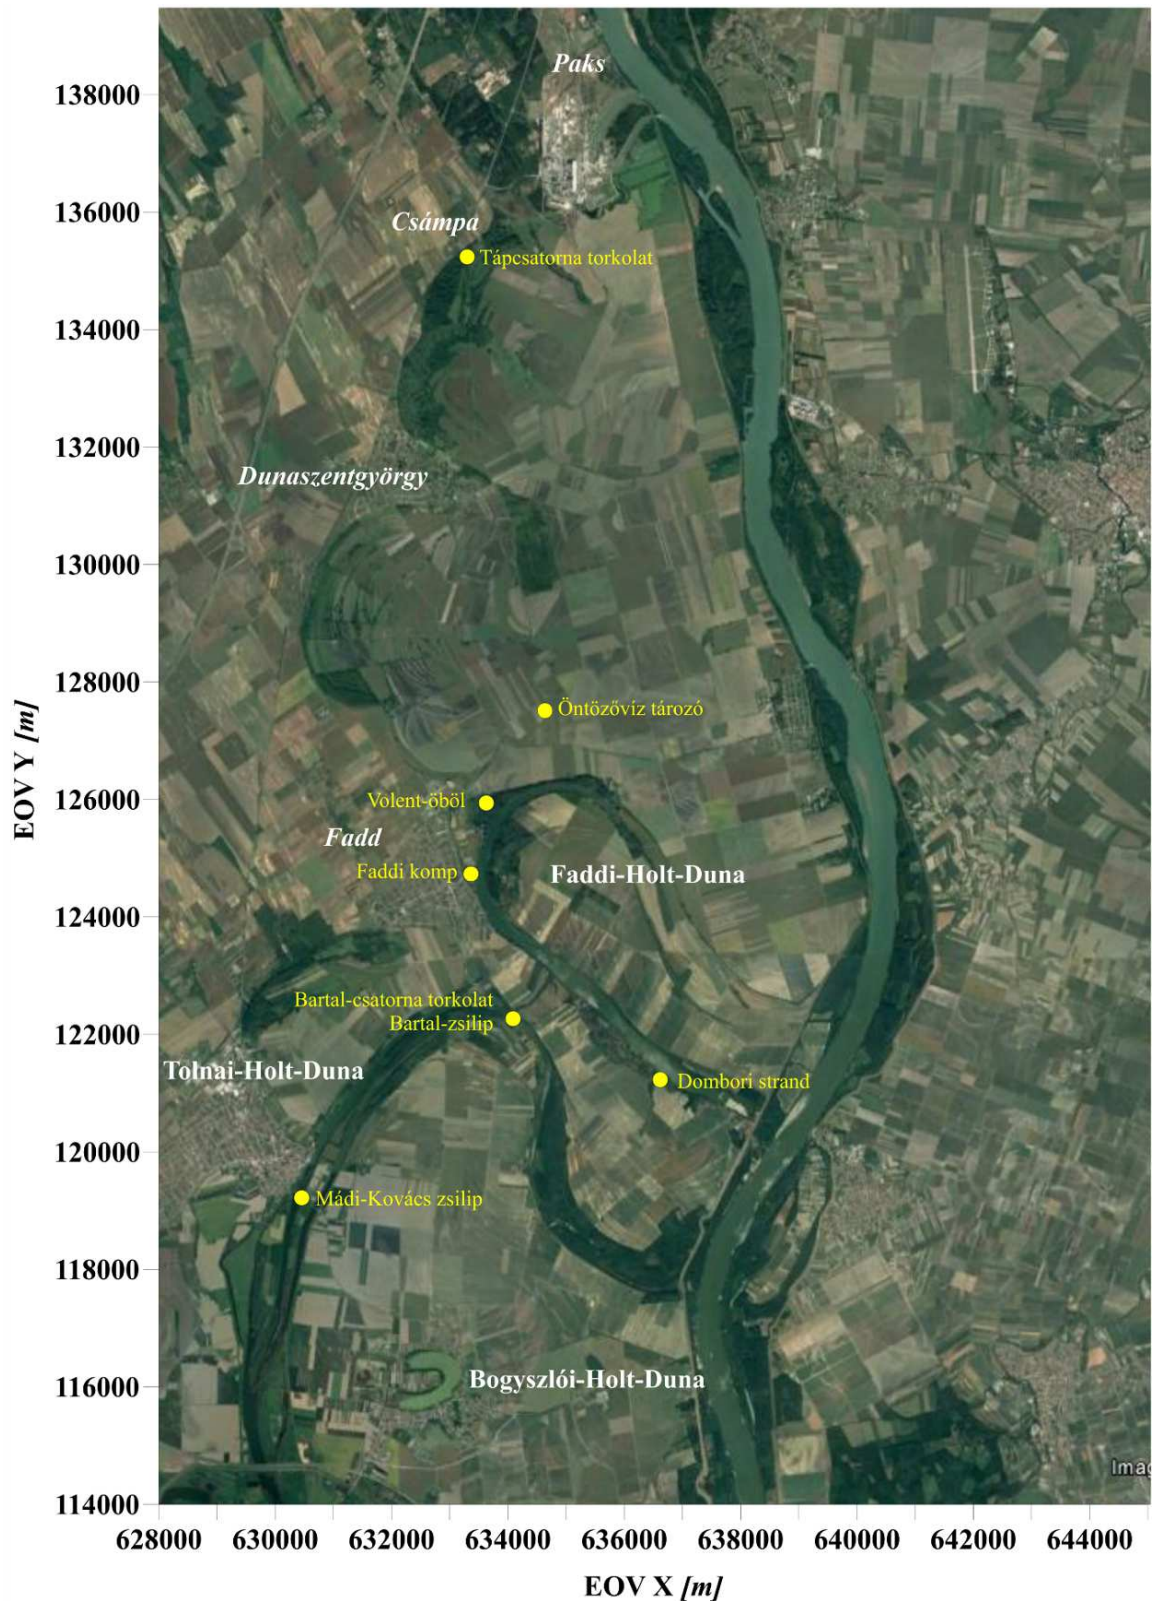 Paks
138000
136000
Csámpa
Tápcsatorna torkolat
134000
132000
Dunaszentgyörgy
130000
128000
Öntözővíz tározó
EOV Y [m]
126000
Volent-öböl
Fadd
Faddi komp
Faddi-Holt-Duna
124000
Bartal-csatorna torkolat
Bartal-zsilip
122000
Tolnai-Holt-Duna
Dombori strand
120000
Mádi-Kovács zsilip
118000
116000
Bogyszlói-Holt-Duna
Imag
114000
628000 630000 632000 634000 636000 638000 640000 642000 644000
EOV X [m]